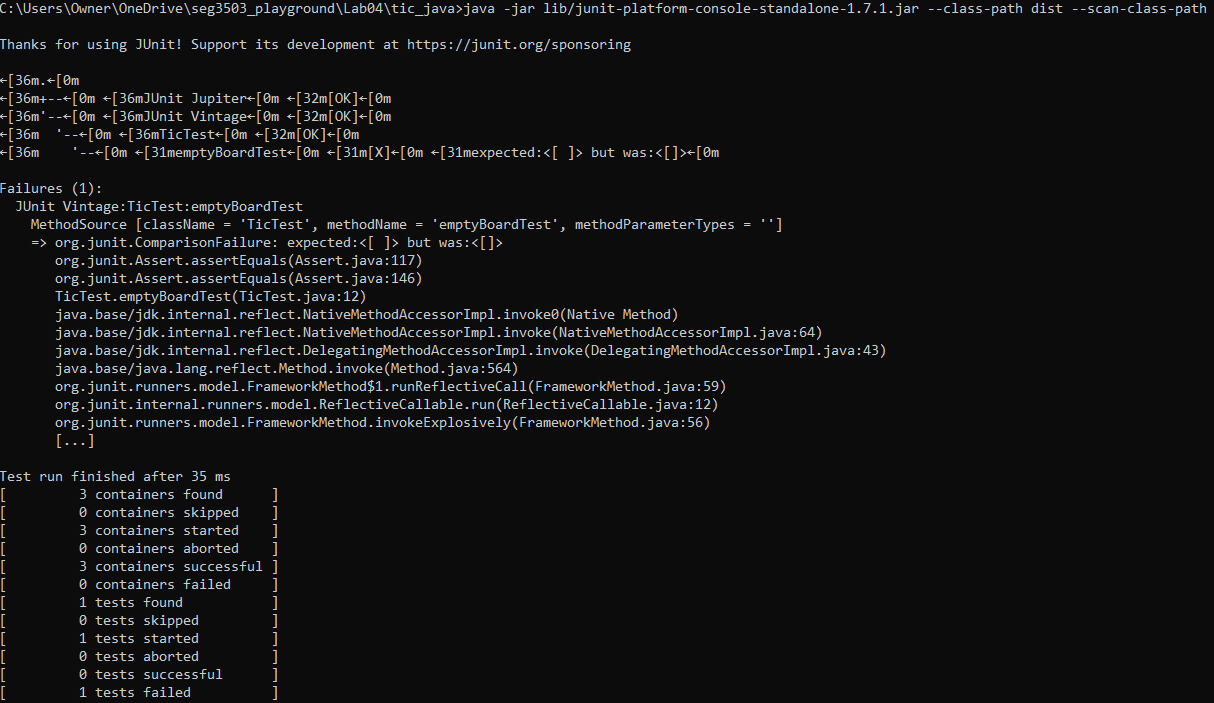 C:\Users\Owner\OneDrive\seg3503_playground\Lab04\tic_java>java -jar lib/junit-platform-console-standalone-1.7.1.jar --class-path dist --scan-class-path
Thanks for using JUnit! Support its development at https://junit.org/sponsoring
←[36m.←[0m
←[36m+--←[0m ←[36mJUnit Jupiter←[0m ←[32m[OK]←[0m
←[36m'--←[0m ←[36mJUnit Vintage←[0m ←[32m[OK]←[0m
←[36m  '--←[0m ←[36mTicTest←[0m ←[32m[OK]←[0m
←[36m    '--←[0m ←[31memptyBoardTest←[0m ←[31m[X]←[0m ←[31mexpected:<[ ]> but was:<[]>←[0m
Failures (1):
  JUnit Vintage:TicTest:emptyBoardTest
    MethodSource [className = 'TicTest', methodName = 'emptyBoardTest', methodParameterTypes = '']
    => org.junit.ComparisonFailure: expected:<[ ]> but was:<[]>
       org.junit.Assert.assertEquals(Assert.java:117)
       org.junit.Assert.assertEquals(Assert.java:146)
       TicTest.emptyBoardTest(TicTest.java:12)
       java.base/jdk.internal.reflect.NativeMethodAccessorImpl.invoke0(Native Method)
       java.base/jdk.internal.reflect.NativeMethodAccessorImpl.invoke(NativeMethodAccessorImpl.java:64)
       java.base/jdk.internal.reflect.DelegatingMethodAccessorImpl.invoke(DelegatingMethodAccessorImpl.java:43)
       java.base/java.lang.reflect.Method.invoke(Method.java:564)
       org.junit.runners.model.FrameworkMethod$1.runReflectiveCall(FrameworkMethod.java:59)
       org.junit.internal.runners.model.ReflectiveCallable.run(ReflectiveCallable.java:12)
       org.junit.runners.model.FrameworkMethod.invokeExplosively(FrameworkMethod.java:56)
       [...]
Test run finished after 35 ms
[         3 containers found      ]
[         0 containers skipped    ]
[         3 containers started    ]
[         0 containers aborted    ]
[         3 containers successful ]
[         0 containers failed     ]
[         1 tests found           ]
[         0 tests skipped         ]
[         1 tests started         ]
[         0 tests aborted         ]
[         0 tests successful      ]
[         1 tests failed          ]